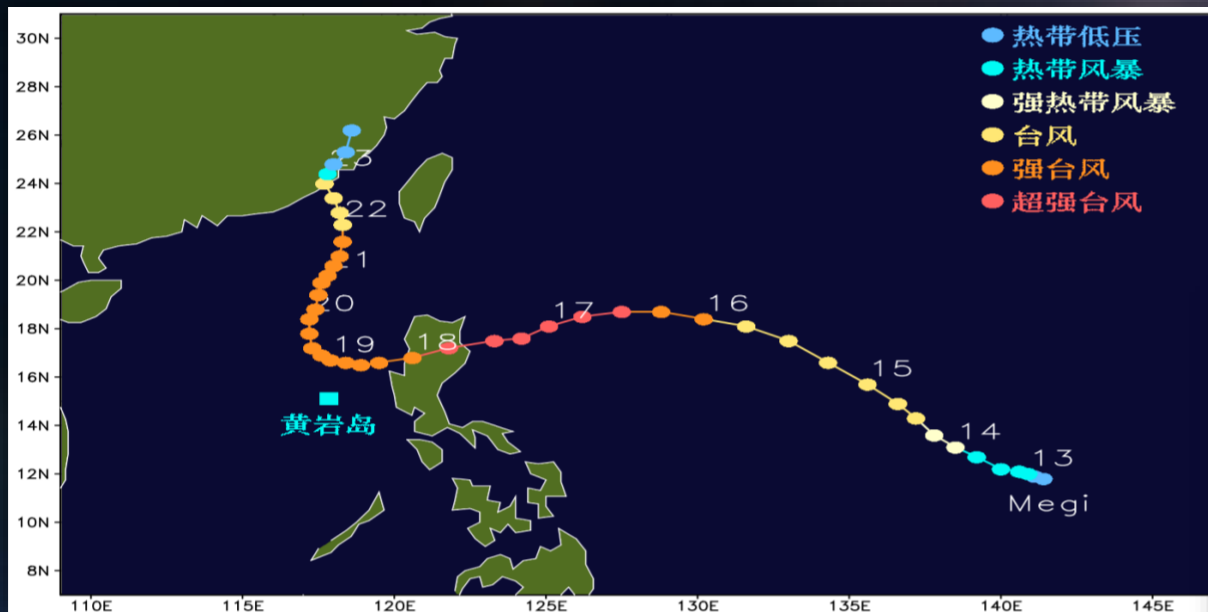 30N
28N
26N
24N
22N
20N
18N
16N
14N
12N
10N
8N
热带低压
热带风暴
强热带风暴
台风
强台风
超强台风
23
22
21
20
19
18
17
16
15
14
13
Megi
黄岩岛
110E
115E
120E
125E
130E
135E
140E
145E